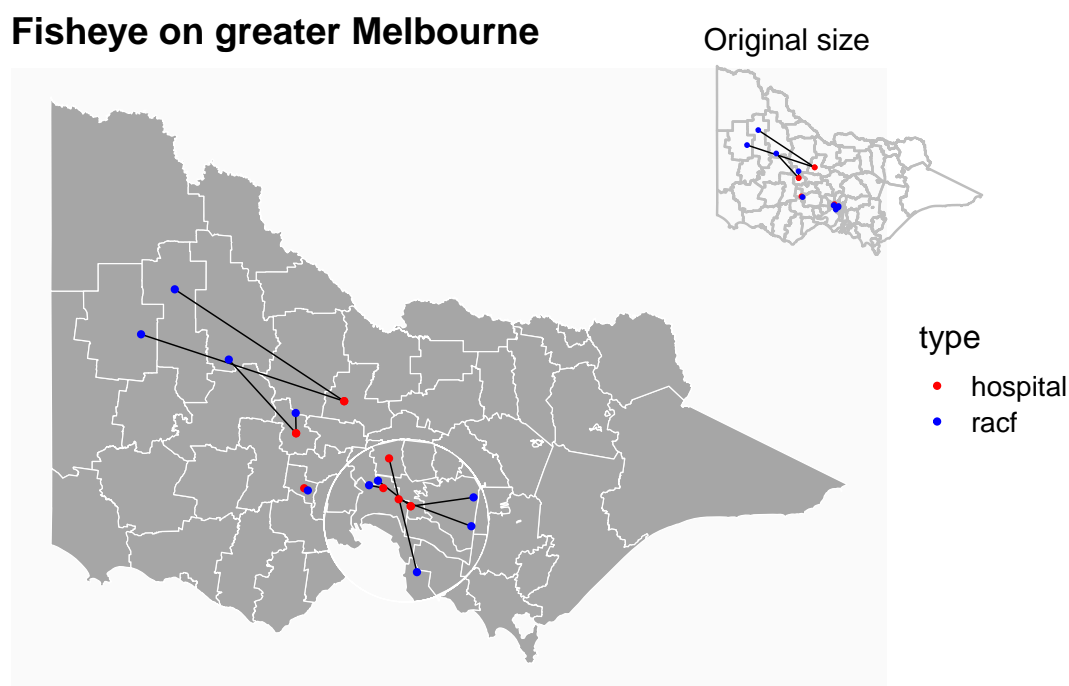 Fisheye on greater Melbourne
Original size
type
hospital
racf